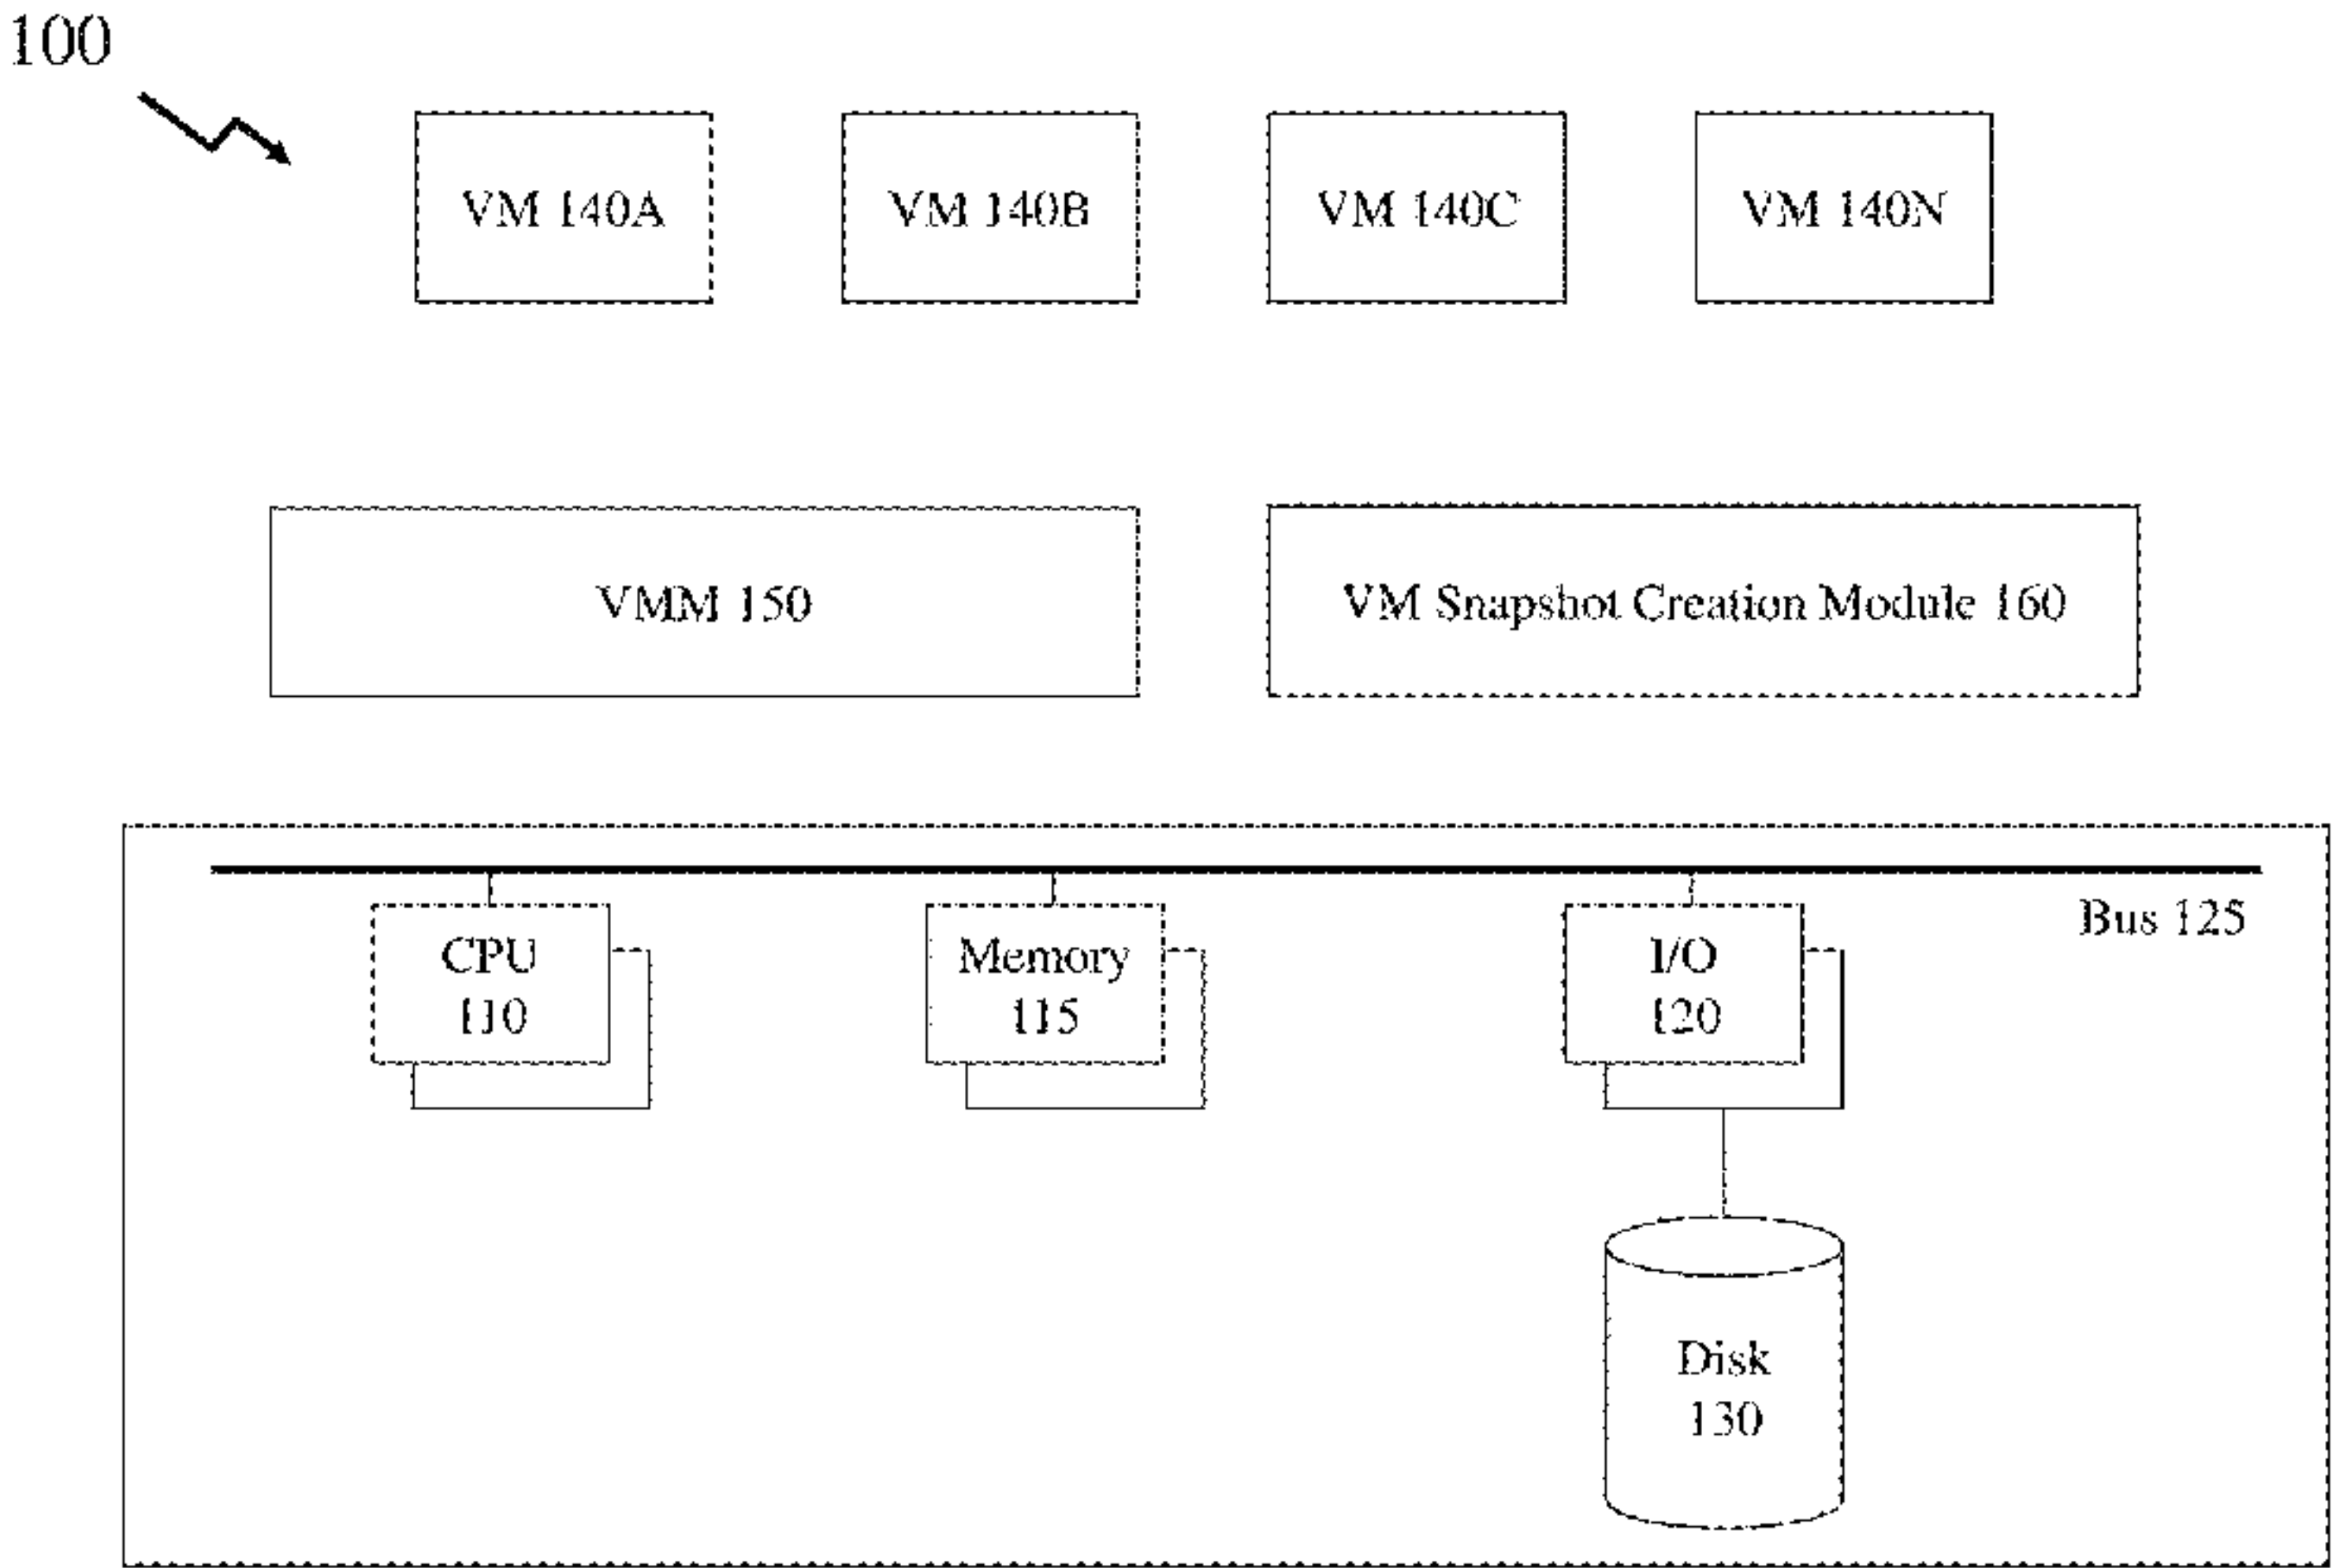 100
VM 140A
VM 140B
VM 140C
VM 140N
VMM 150
VM Snapshot Creation Module 160
Bus 125
CPU
110
Memory
115
I/O
120
Disk
130